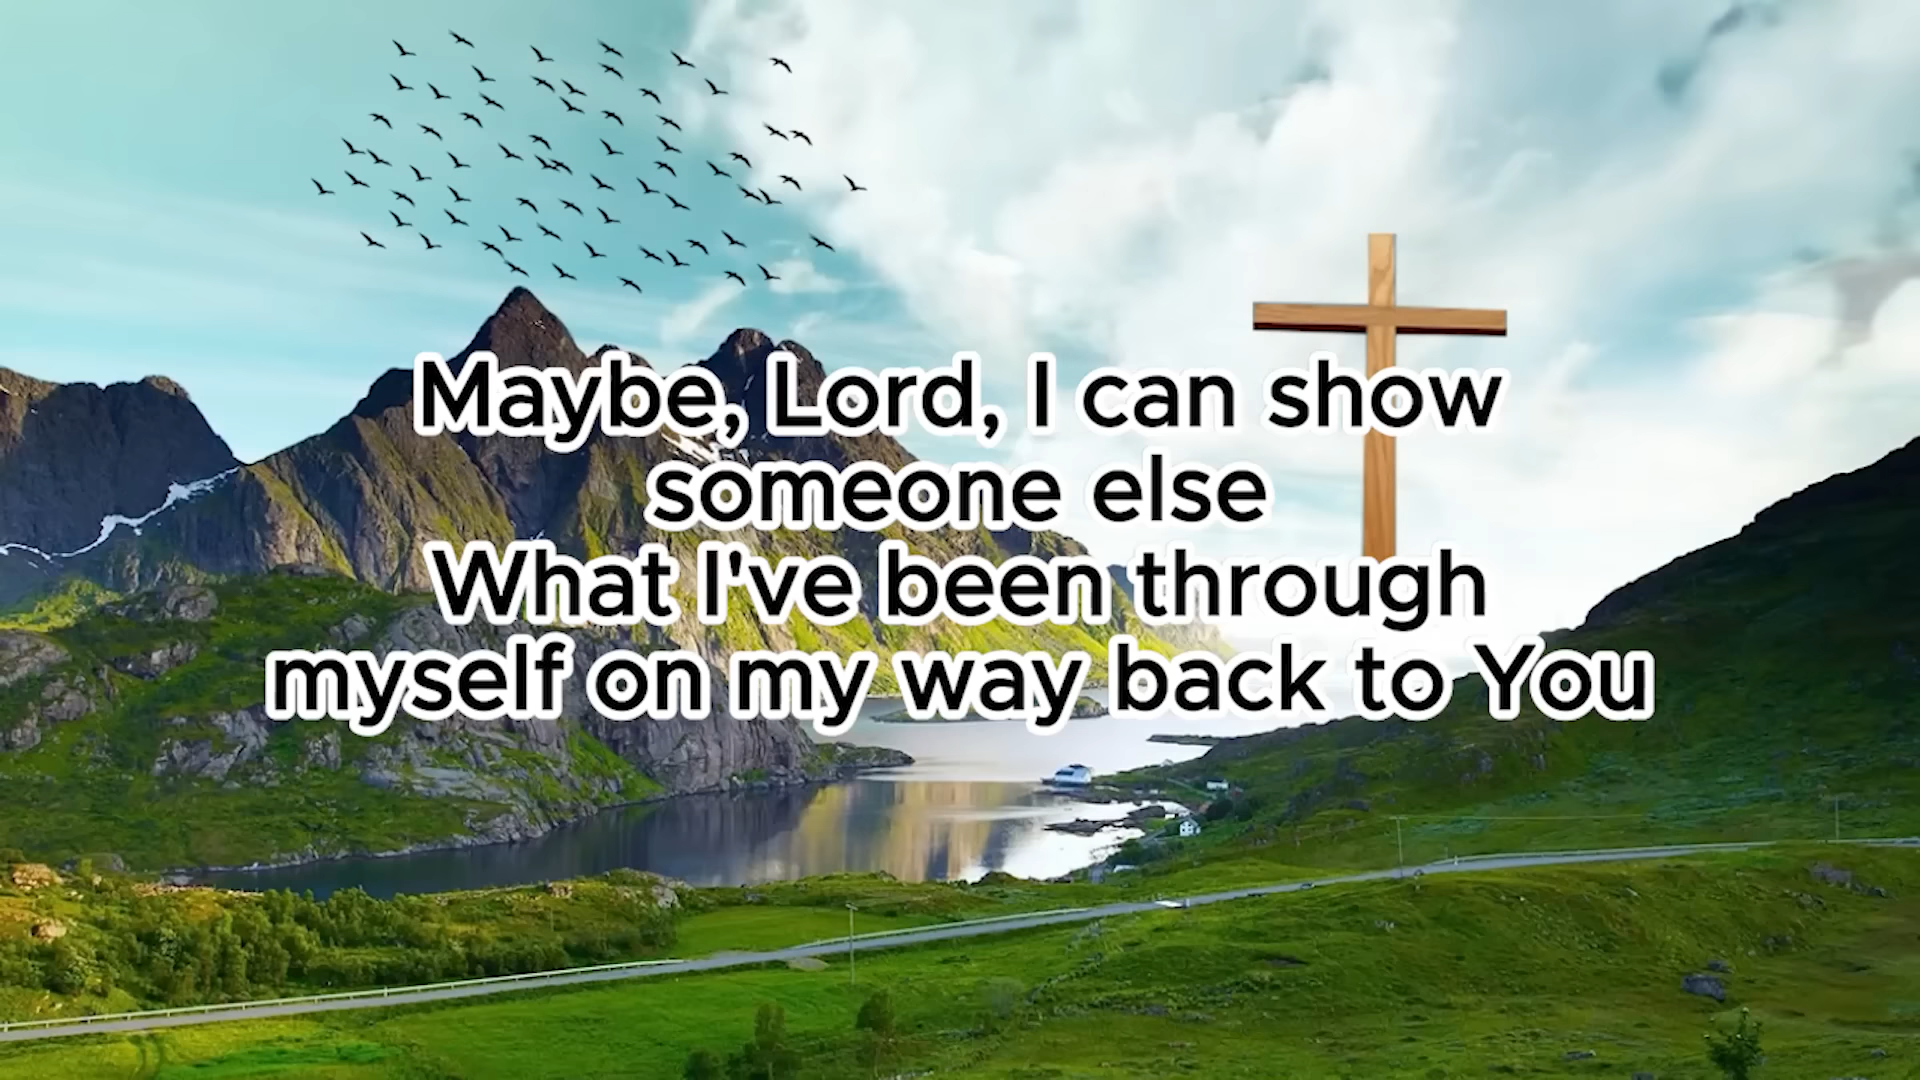 Maybe, Lord, I can show
someone else
What I've been through
myself on my way back to You